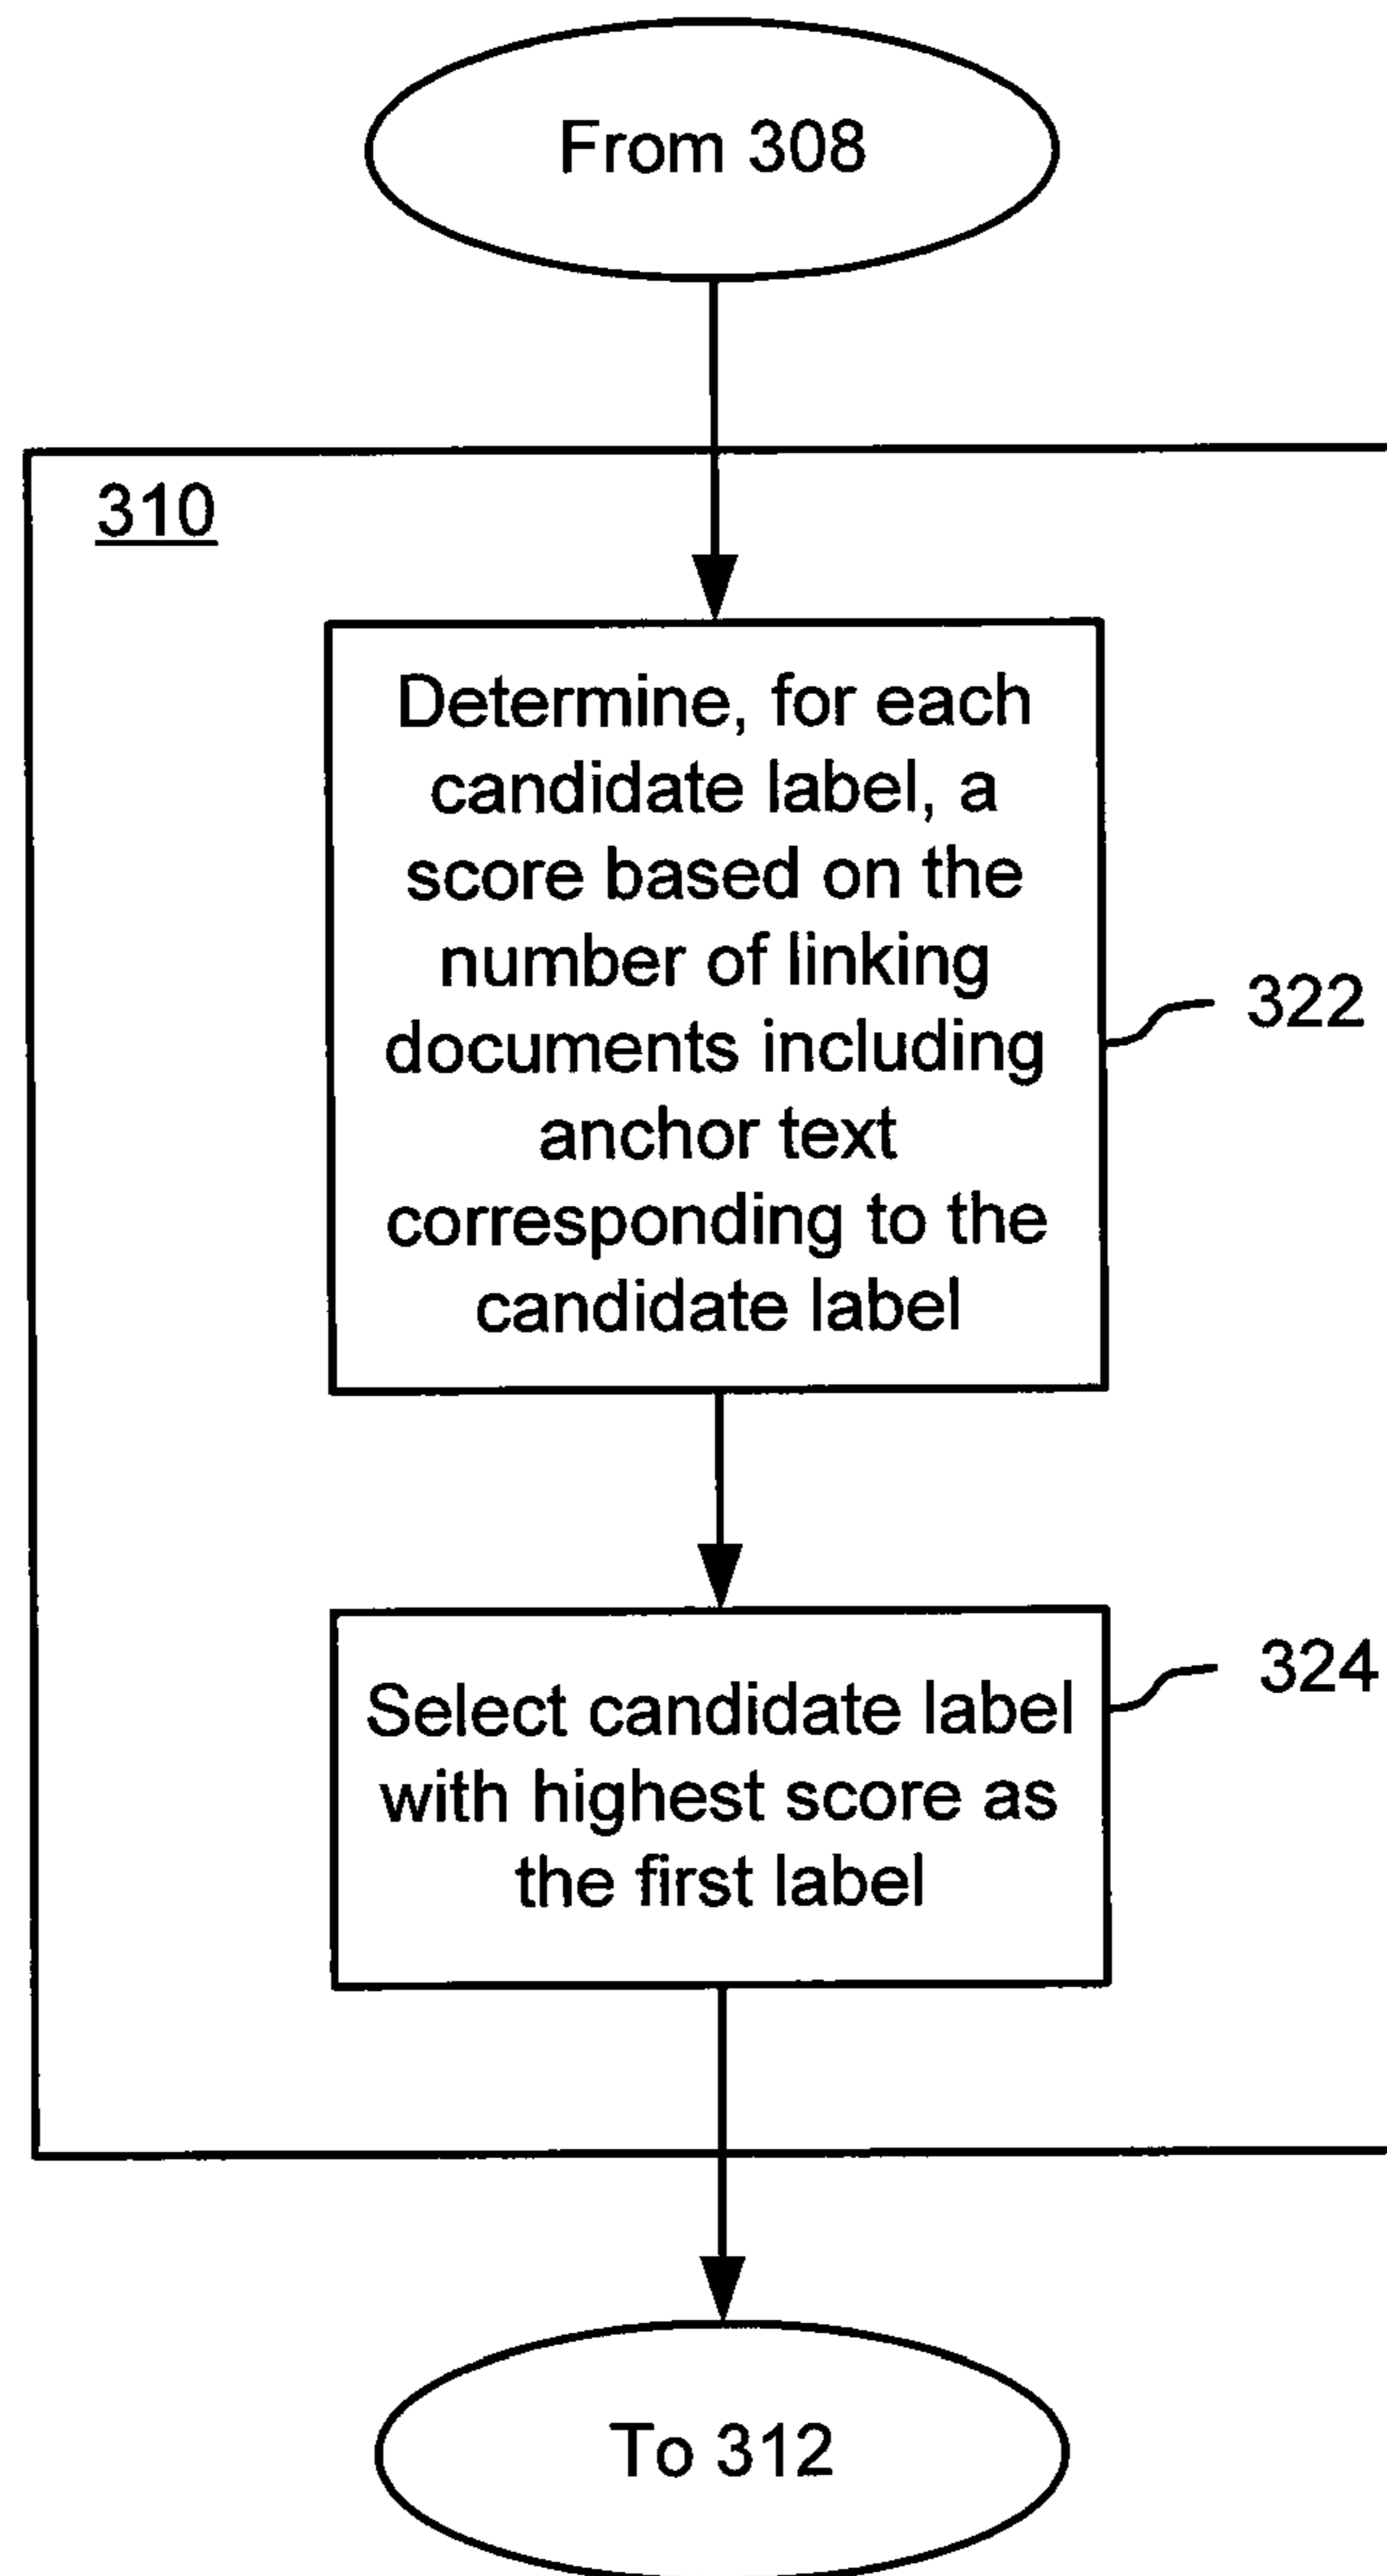 From 308
310
Determine, for each
candidate label, a
score based on the
number of linking
documents including
anchor text
corresponding to the
candidate label
322
Select candidate label
with highest score as
the first label
324
To 312